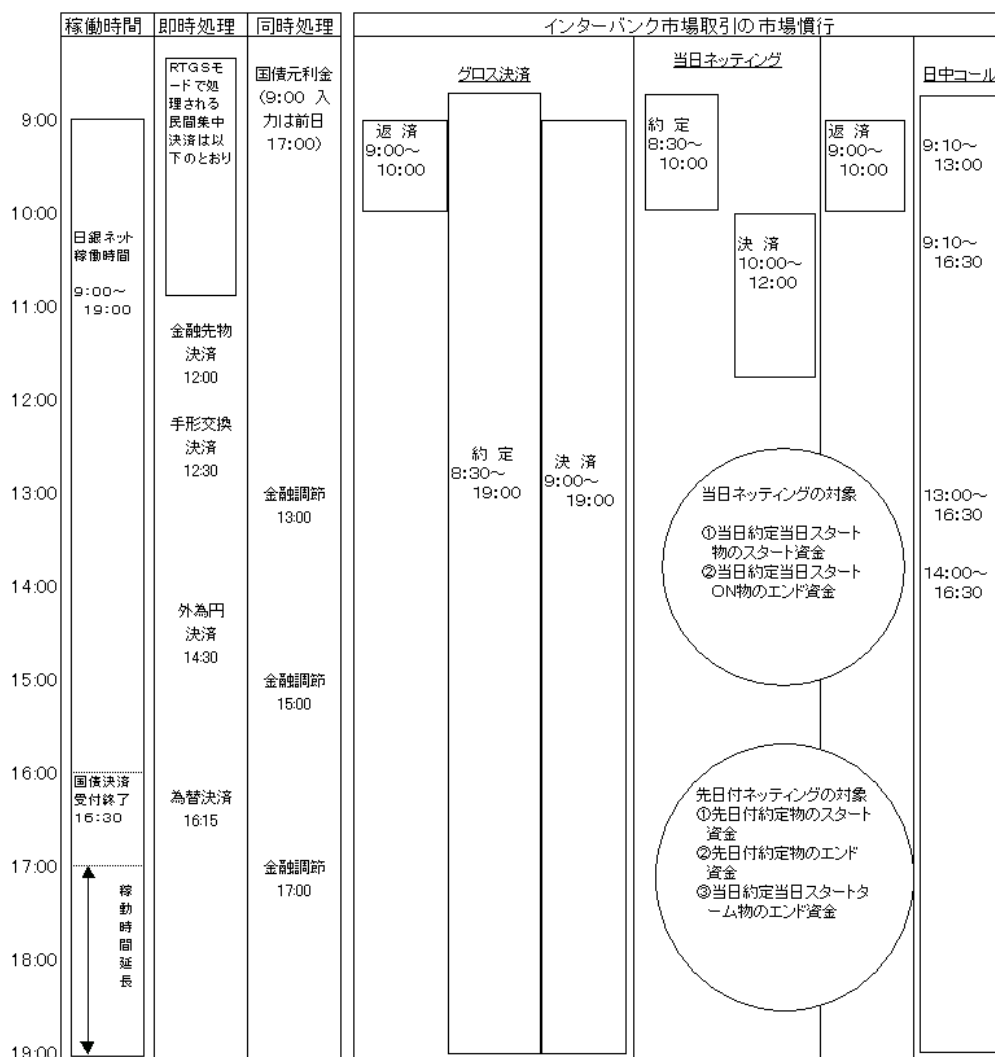 稼働時間
即時処理
同時処理
インターバンク市場取引の市場慣行
9:00
10:00
11:00
12:00
13:00
14:00
15:00
16:00
17:00
18:00
19:00
日銀ネット
稼働時間
9:00~
19:00
国債決済
受付終了
16:30
稼
動
時
間
延
長
RTGSモ
ードで処
理される
民間集中
決済は以
下のとおり
金融先物
決済
12:00
手形交換
決済
12:30
外為円
決済
14:30
為替決済
16:15
国債元利金
(9:00 入
力は前日
17:00)
金融調節
13:00
金融調節
15:00
金融調節
17:00
グロス決済
返 済
9:00~
10:00
約 定
8:30~
19:00
決 済
9:00~
19:00
当日ネッティング
約 定
8:30~
10:00
決 済
10:00~
12:00
返 済
9:00~
10:00
当日ネッティングの対象
①当日約定当日スタート
物のスタート資金
②当日約定当日スタート
ON物のエンド資金
先日付ネッティングの対象
①先日付約定物のスタート
資金
②先日付約定物のエンド
資金
③当日約定当日スタートタ
ーム物のエンド資金
日中コール
9:10~
13:00
9:10~
16:30
13:00~
16:30
14:00~
16:30